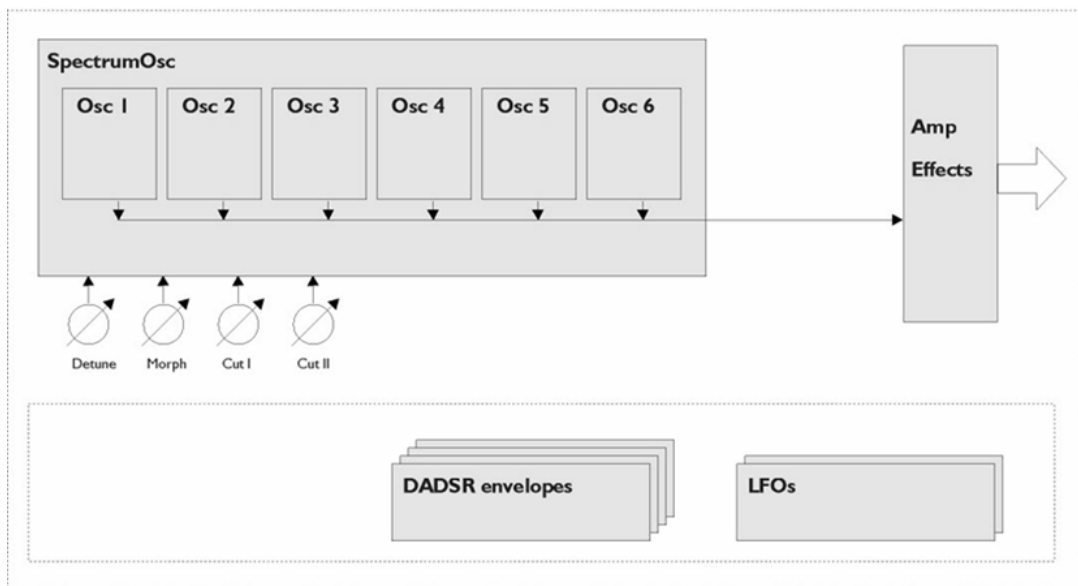 SpectrumOsc
Osc 1
Osc 2
Osc 3
Osc 4
Osc 5
Osc 6
Amp
Effects
Detune
Morph
Cut I
Cut II
DADSR envelopes
LFOs